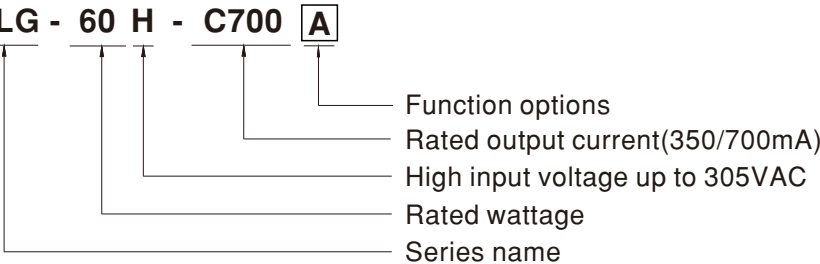 LG - 60 H - C700 A
Function options
Rated output current(350/700mA)
High input voltage up to 305VAC
Rated wattage
Series name